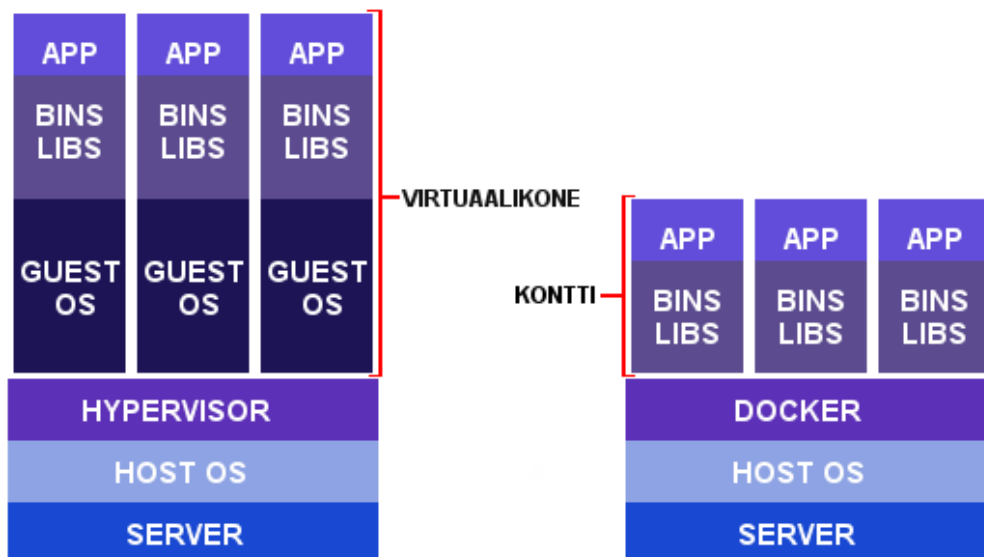 APP APP APP
BINS BINS BINS
LIBS LIBS LIBS
GUEST GUEST GUEST
OS OS OS
HYPERVISOR
HOST OS
SERVER
VIRTUAALIKONE
KONTTI
APP APP APP
BINS BINS BINS
LIBS LIBS LIBS
DOCKER
HOST OS
SERVER